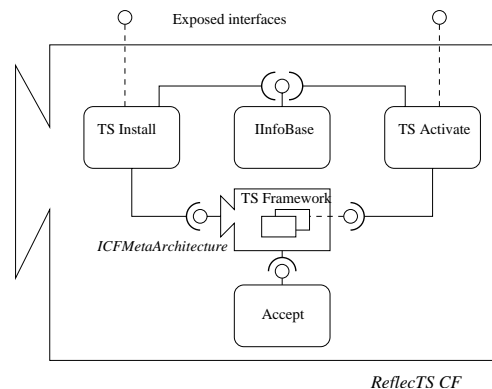 Exposed interfaces
TS Install
IInfoBase
TS Activate
TS Framework
ICFMetaArchitecture
Accept
ReflecTS CF